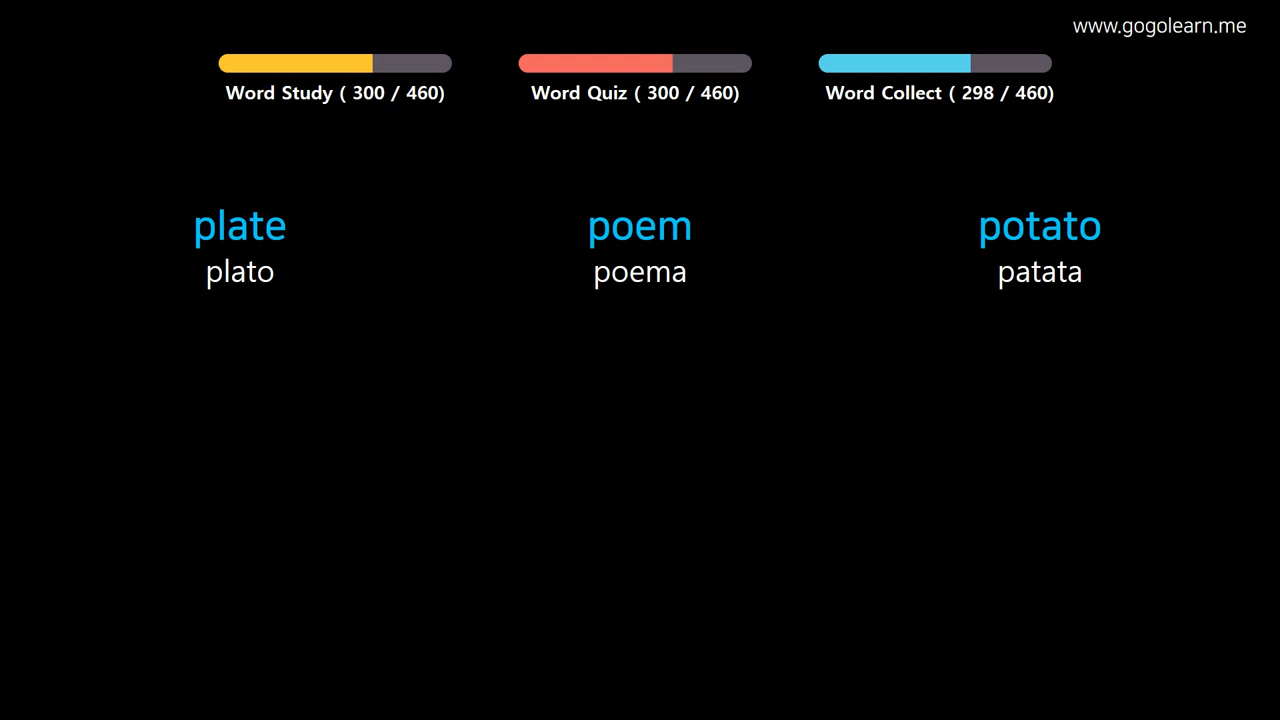 www.gogolearn.me
Word Study ( 300 / 460)
Word Quiz ( 300 / 460)
Word Collect ( 298 / 460)
plate
plato
poem
poema
potato
patata